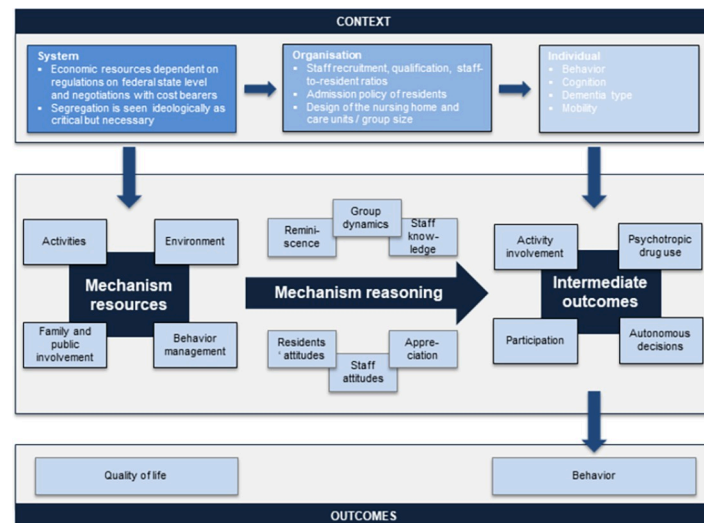 CONTEXT
System
▪ Economic resources dependent on
regulations on federal state level
and negotiations with cost bearers
▪ Segregation is seen ideologically as
critical but necessary
Organisation
▪ Staff recruitment, qualification, staff-
to-resident ratios
▪ Admission policy of residents
▪ Design of the nursing home and
care units / group size
Individual
▪ Behavior
▪ Cognition
▪ Dementia type
▪ Mobility
Activities
Environment
Mechanism
resources
Family and
public
involvement
Behavior
management
Remini-
scence
Group
dynamics
Staff
know-
ledge
Mechanism reasoning
Residents
' attitudes
Staff
attitudes
Appre-
ciation
Activity
involvement
Psychotropic
drug use
Intermediate
outcomes
Participation
Autonomous
decisions
Quality of life
Behavior
OUTCOMES